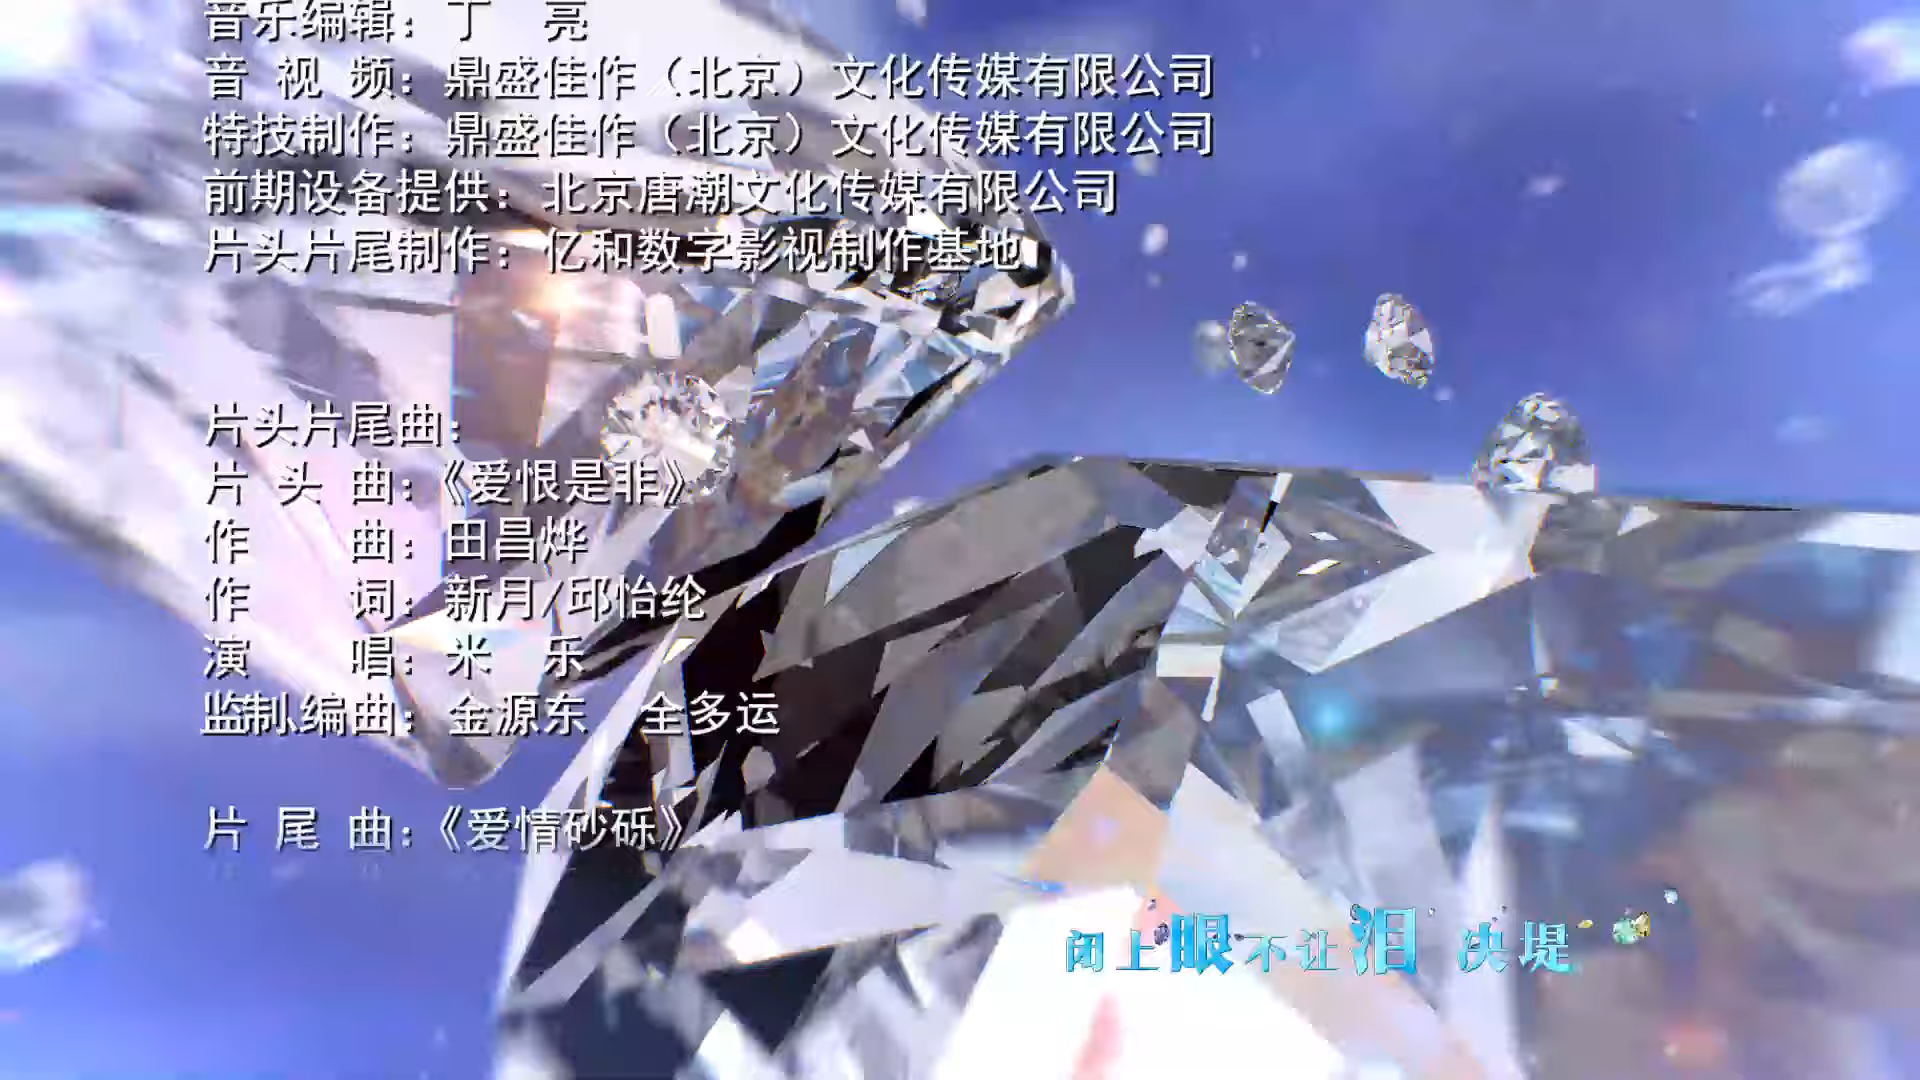 音乐编辑：丁　亮
音 视 频：鼎盛佳作（北京）文化传媒有限公司
特技制作：鼎盛佳作（北京）文化传媒有限公司
前期设备提供：北京唐潮文化传媒有限公司
片头片尾制作：亿和数字影视制作基地
片头片尾曲：
片 头 曲：《爱恨是非》
作　　曲：田昌烨
作　　词：新月/邱怡纶
演　　唱：米　乐
监制、编曲：金源东　全多运
片 尾 曲：《爱情砂砾》
闭上眼不让泪 决堤